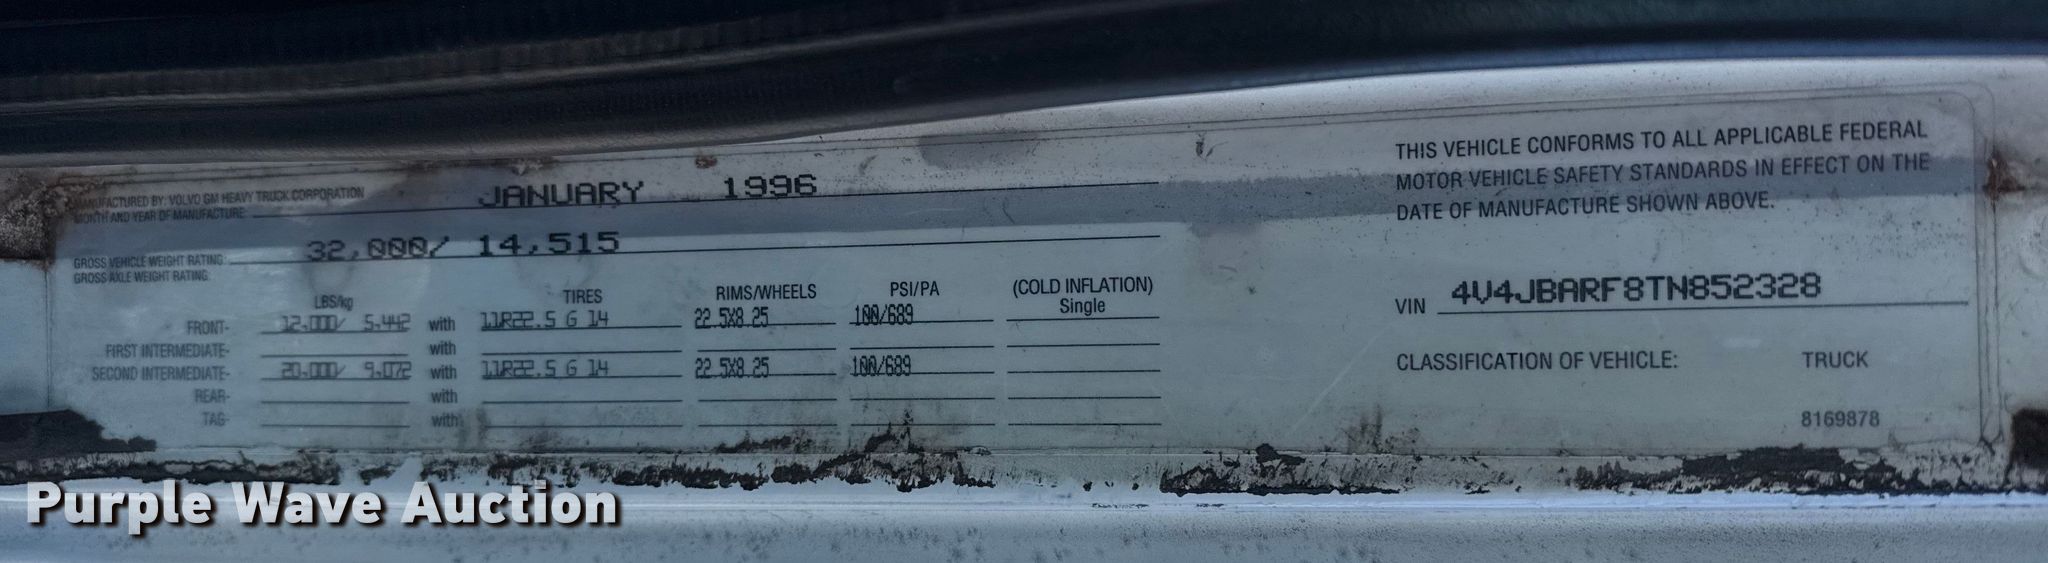 MANUFACTURED BY: VOLVO GM HEAVY TRUCK CORPORATION
MONTH AND YEAR OF MANUFACTURE: JANUARY 1996
GROSS VEHICLE WEIGHT RATING: 32,000/ 14,515
GROSS AXLE WEIGHT RATING:
LBS/kg TIRES RIMS/WHEELS PSI/PA (COLD INFLATION)
Single
FRONT- 12,000/ 5,442 with 11R22.5 G 14 22.5X8.25 100/689
FIRST INTERMEDIATE- with
SECOND INTERMEDIATE- 20,000/ 9,072 with 11R22.5 G 14 22.5X8.25 100/689
REAR- with
TAG- with
THIS VEHICLE CONFORMS TO ALL APPLICABLE FEDERAL
MOTOR VEHICLE SAFETY STANDARDS IN EFFECT ON THE
DATE OF MANUFACTURE SHOWN ABOVE.
VIN 4V4JBARF8TN852328
CLASSIFICATION OF VEHICLE: TRUCK
8169878
Purple Wave Auction